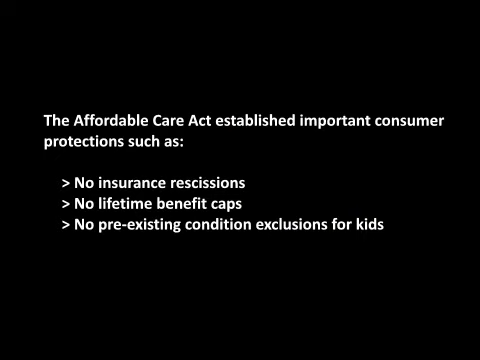 The Affordable Care Act established important consumer
protections such as:
> No insurance rescissions
> No lifetime benefit caps
> No pre-existing condition exclusions for kids